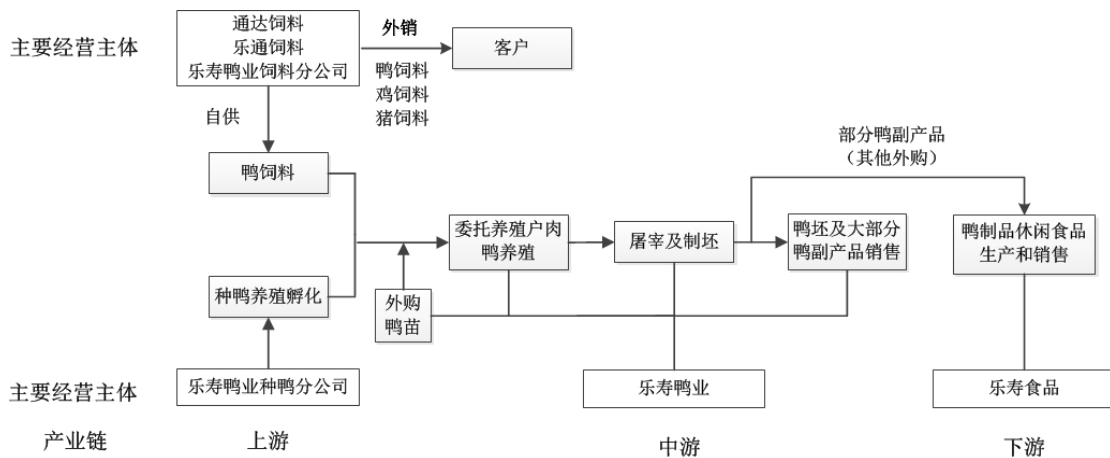 主要经营主体
通达饲料
乐通饲料
乐寿鸭业饲料分公司
外销
鸭饲料
鸡饲料
猪饲料
客户
自供
部分鸭副产品
（其他外购）
鸭饲料
委托养殖户肉
鸭养殖
屠宰及制坯
鸭坯及大部分
鸭副产品销售
鸭制品休闲食品
生产和销售
种鸭养殖孵化
外购
鸭苗
主要经营主体
乐寿鸭业种鸭分公司
乐寿鸭业
乐寿食品
产业链
上游
中游
下游